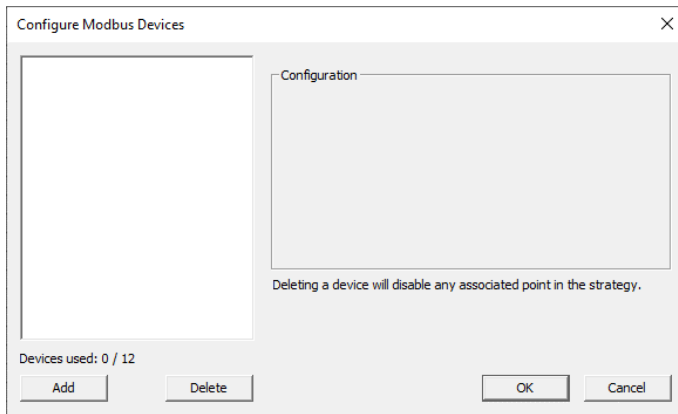 Configure Modbus Devices
Configuration
Deleting a device will disable any associated point in the strategy.
Devices used: 0 / 12
Add
Delete
OK
Cancel